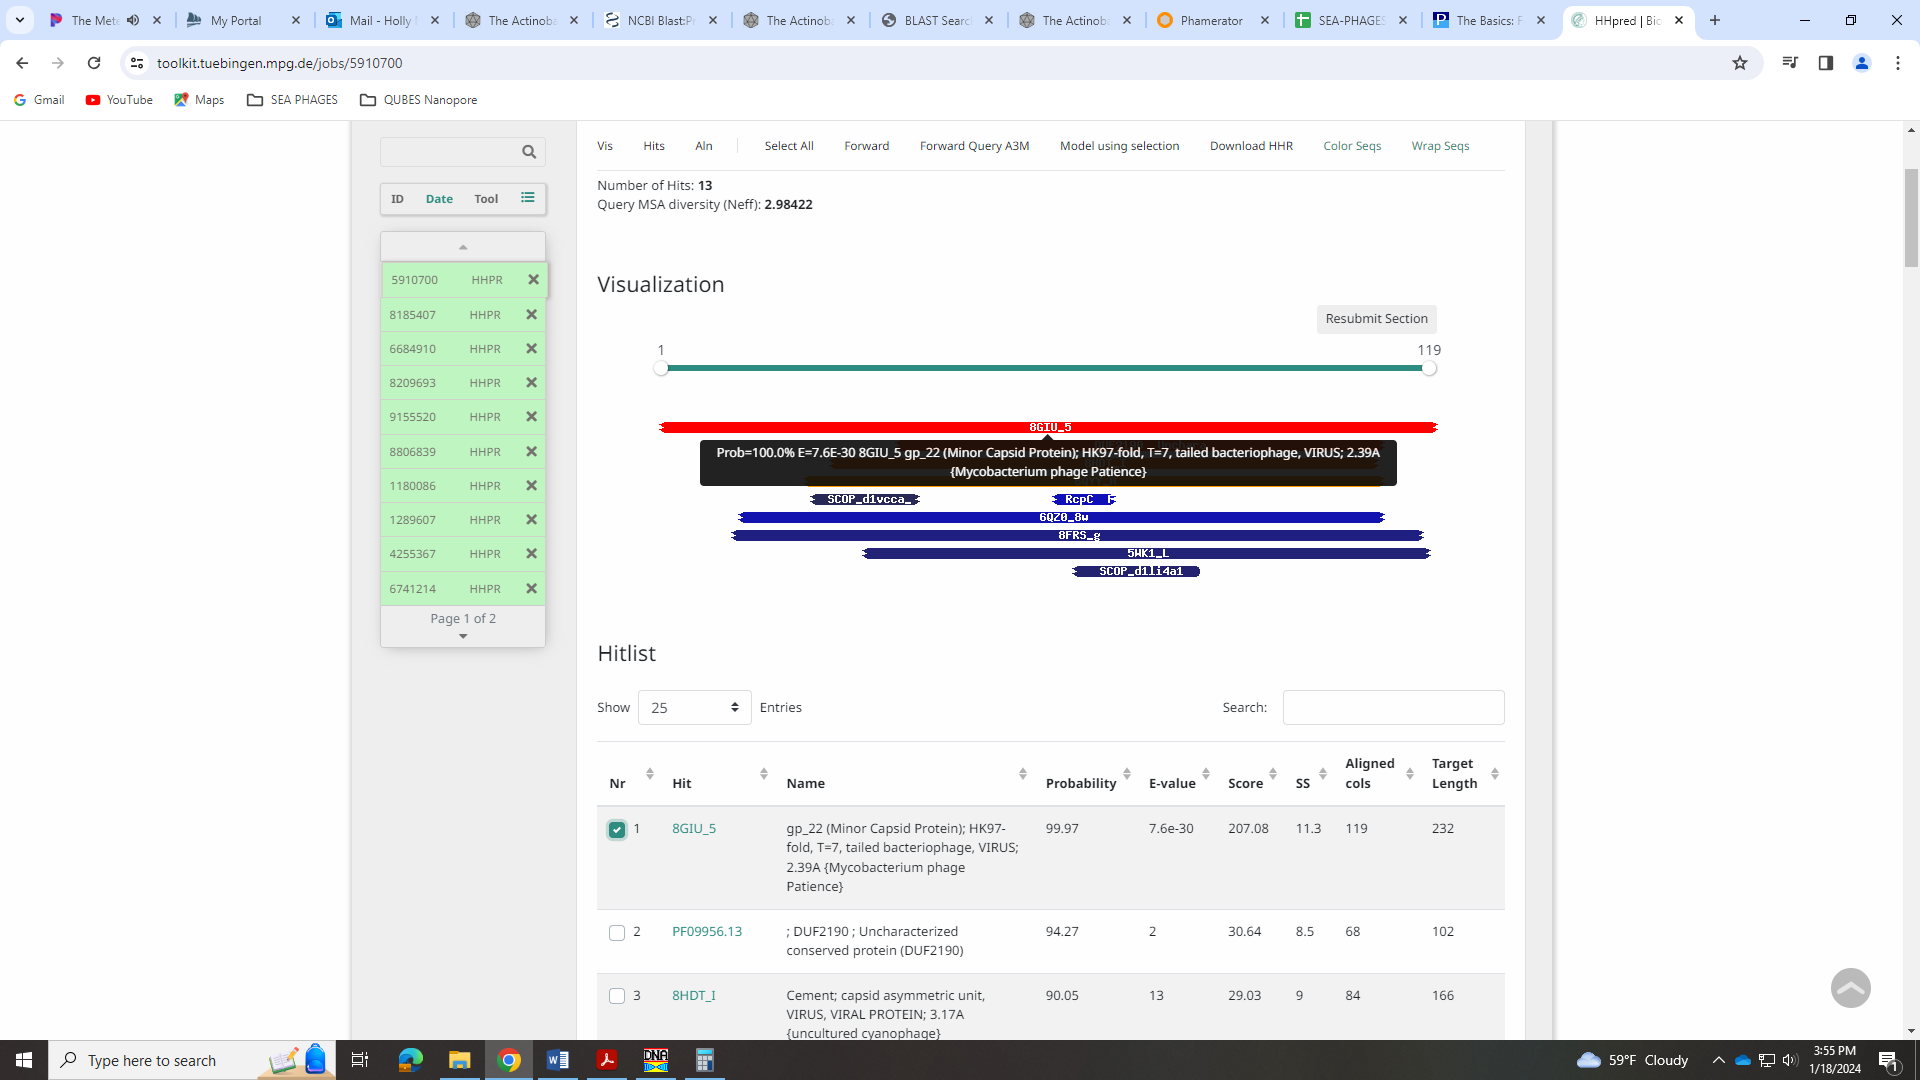 The Mete
My Portal
Mail - Holly
The Actinoba
NCBI Blast:Pr
The Actinoba
BLAST Searc
The Actinoba
Phamerator
SEA-PHAGES
The Basics: F
HHpred | Bio
toolkit.tuebingen.mpg.de/jobs/5910700
Gmail
YouTube
Maps
SEA PHAGES
QUBES Nanopore
Vis Hits Aln Select All Forward Forward Query A3M Model using selection Download HHR Color Seqs Wrap Seqs
Number of Hits: 13
Query MSA diversity (Neff): 2.98422
ID Date Tool
5910700 HHPR
8185407 HHPR
6684910 HHPR
8209693 HHPR
9155520 HHPR
8806839 HHPR
1180086 HHPR
1289607 HHPR
4255367 HHPR
6741214 HHPR
Page 1 of 2
Visualization
Resubmit Section
1 119
8GIU_5
Prob=100.0% E=7.6E-30 8GIU_5 gp_22 (Minor Capsid Protein); HK97-fold, T=7, tailed bacteriophage, VIRUS; 2.39A
{Mycobacterium phage Patience}
SCOP_d1vcca_ RcpC
6QZ0_8w
8FRS_g
5WK1_L
SCOP_d1li4a1
Hitlist
Show 25 Entries Search:
Nr Hit Name Probability E-value Score SS Aligned cols Target Length
1 8GIU_5 gp_22 (Minor Capsid Protein); HK97- 99.97 7.6e-30 207.08 11.3 119 232
fold, T=7, tailed bacteriophage, VIRUS;
2.39A {Mycobacterium phage
Patience}
2 PF09956.13 ; DUF2190 ; Uncharacterized 94.27 2 30.64 8.5 68 102
conserved protein (DUF2190)
3 8HDT_I Cement; capsid asymmetric unit, 90.05 13 29.03 9 84 166
VIRUS, VIRAL PROTEIN; 3.17A
{uncultured cyanophage}
Type here to search
59°F Cloudy
3:55 PM
1/18/2024
1